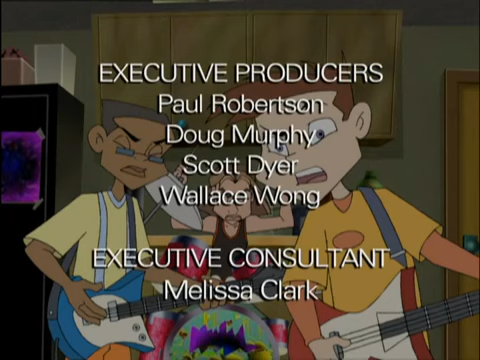 EXECUTIVE PRODUCERS
Paul Robertson
Doug Murphy
Scott Dyer
Wallace Wong
EXECUTIVE CONSULTANT
Melissa Clark